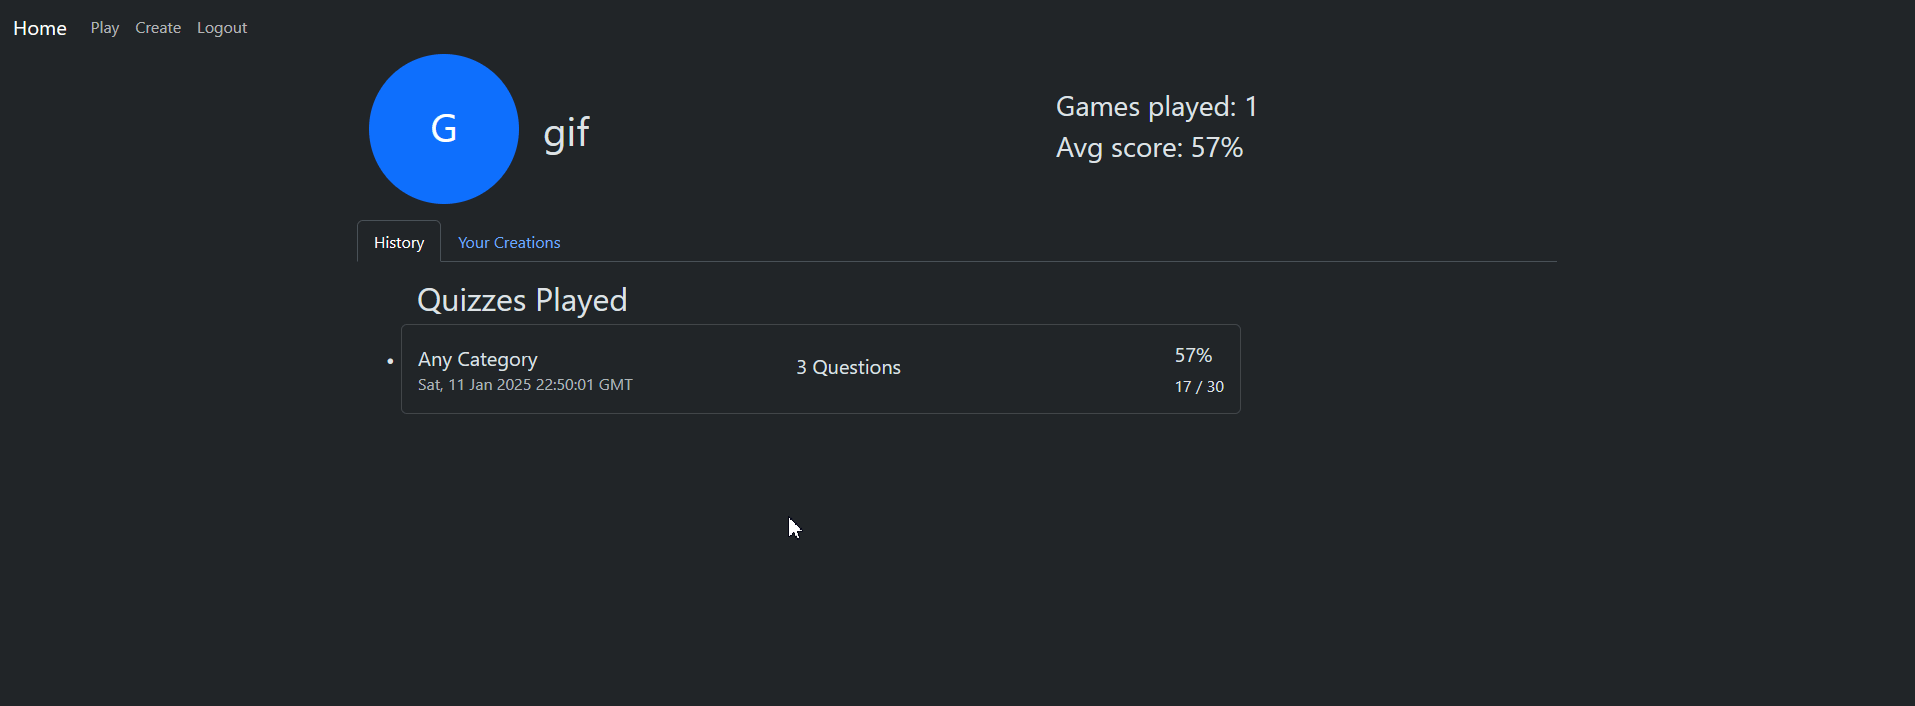 Home Play Create Logout
G
gif
Games played: 1
Avg score: 57%
History Your Creations
Quizzes Played
Any Category
Sat, 11 Jan 2025 22:50:01 GMT
3 Questions
57%
17 / 30